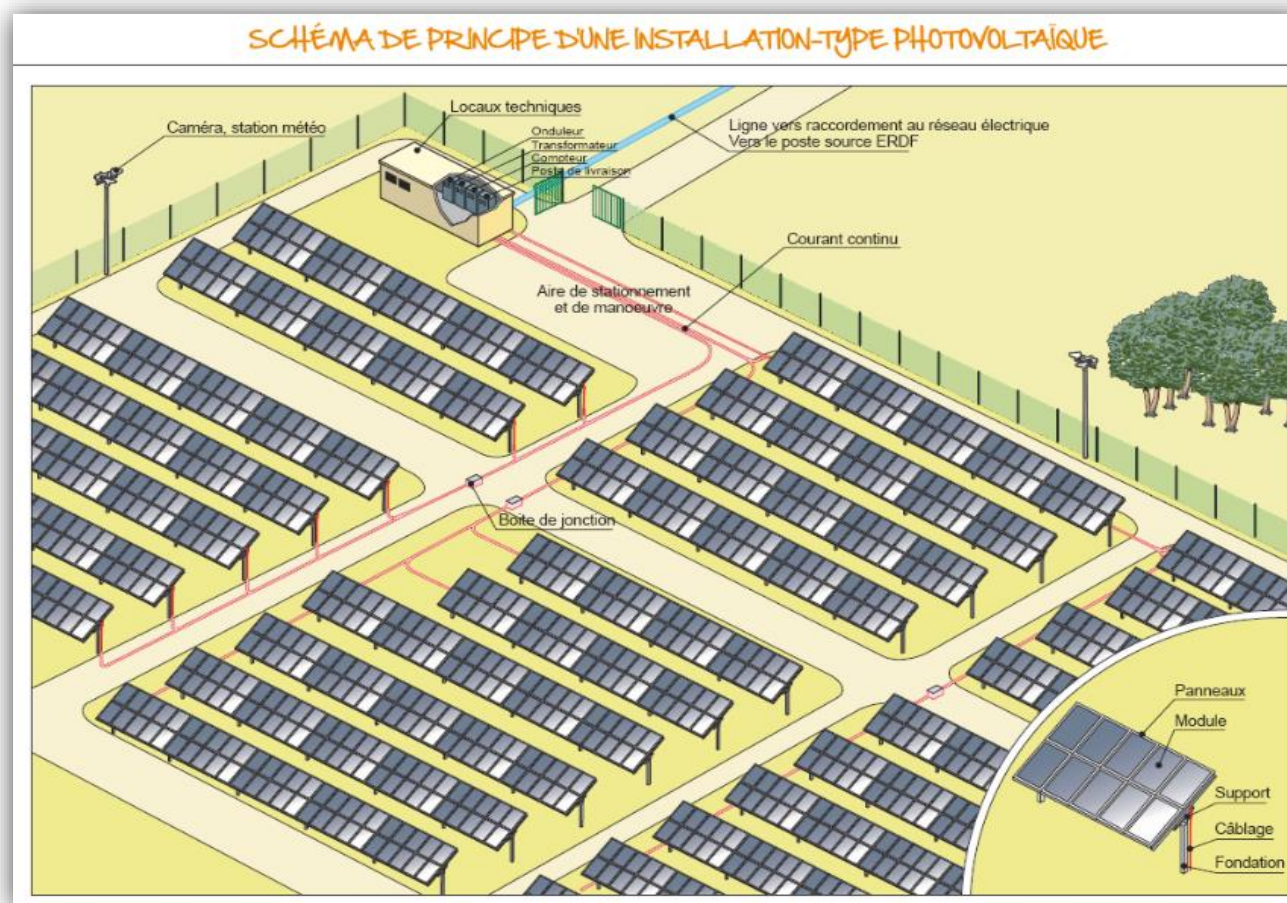 SCHÉMA DE PRINCIPE D'UNE INSTALLATION-TYPE PHOTOVOLTAÏQUE
Caméra, station météo
Locaux techniques
Onduleur
Transformateur
Compteur
Poste de livraison
Ligne vers raccordement au réseau électrique
Vers le poste source ERDF
Courant continu
Aire de stationnement
et de manoeuvre
Boite de jonction
Panneaux
Module
Support
Câblage
Fondation